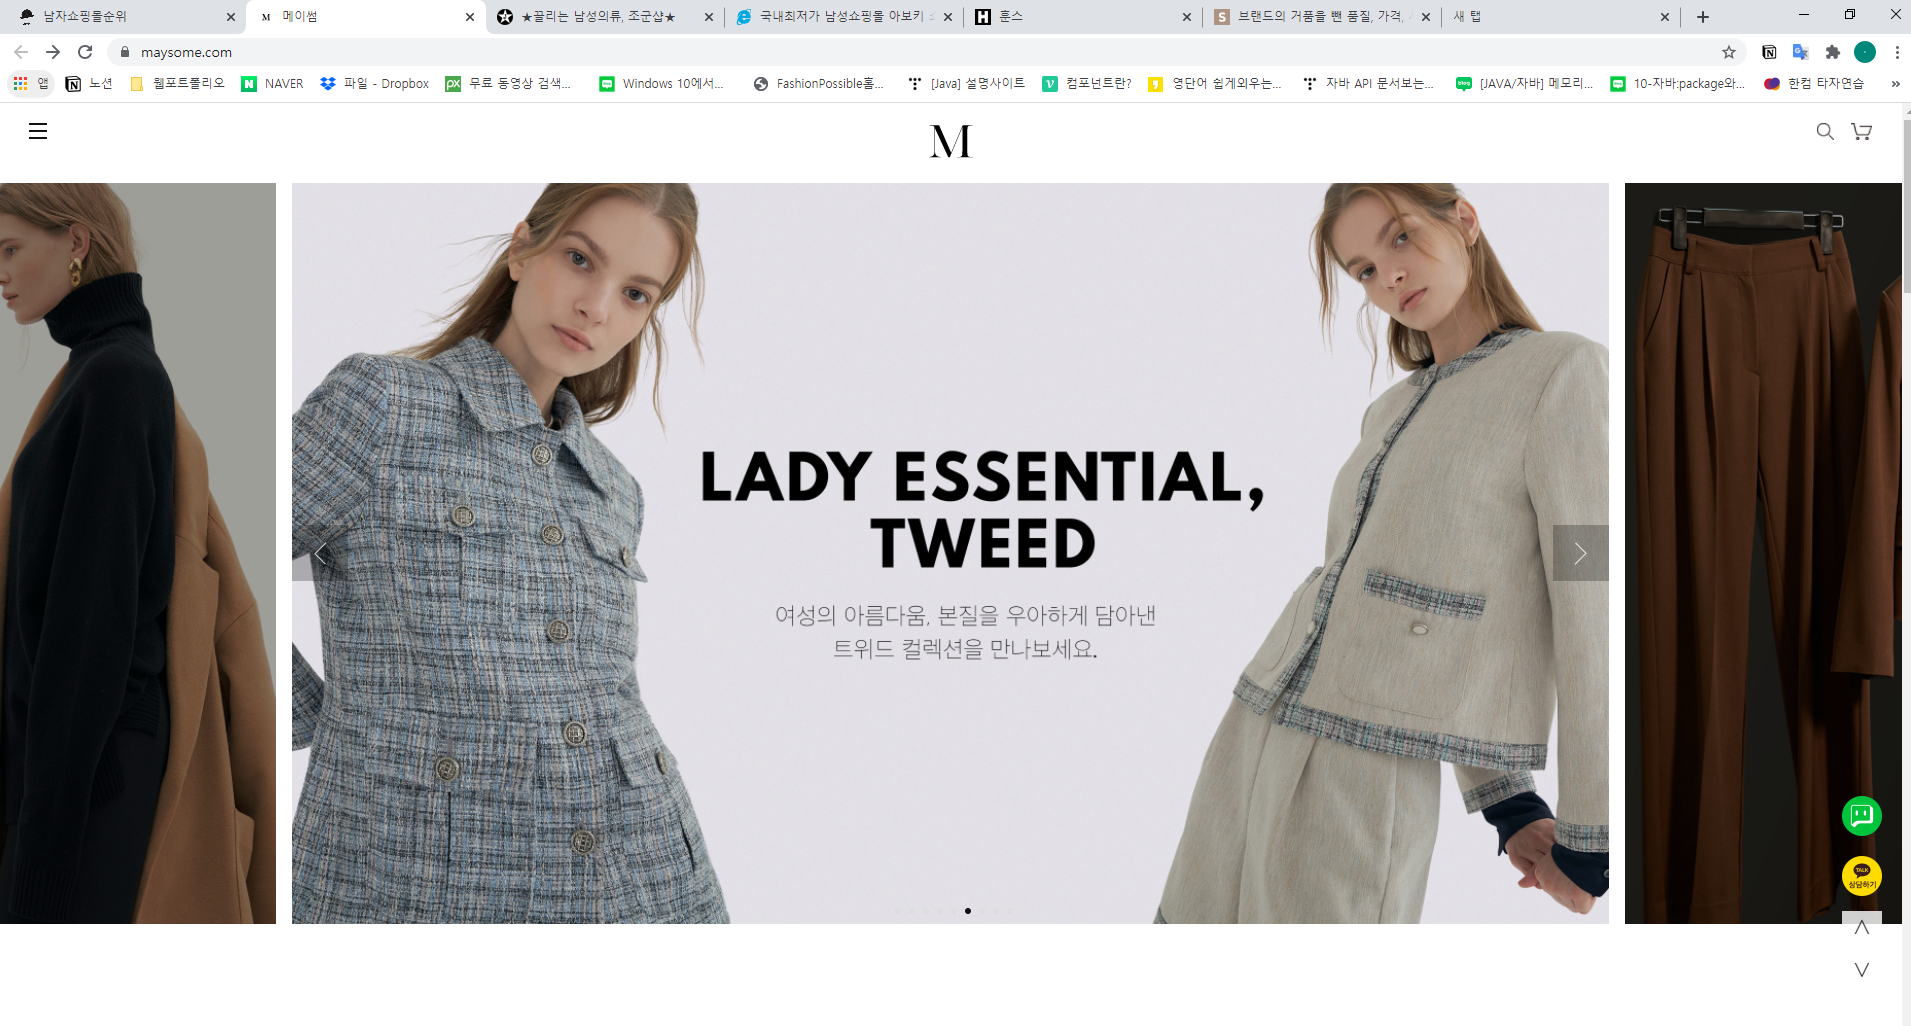 남자쇼핑몰순위
메이썸
★끌리는 남성의류, 조군샵★
국내최저가 남성쇼핑몰 아보키
훈스
브랜드의 거품을 뺀 품질, 가격,
새 탭
maysome.com
앱
노션
웹포트폴리오
NAVER
파일 - Dropbox
무료 동영상 검색...
Windows 10에서...
FashionPossible홈...
[Java] 설명사이트
컴포넌트란?
영단어 쉽게외우는...
자바 API 문서보는...
[JAVA/자바] 메모리...
10-자바:package와...
한컴 타자연습
»
M
LADY ESSENTIAL,
TWEED
여성의 아름다움, 본질을 우아하게 담아낸
트위드 컬렉션을 만나보세요.
TALK
상담하기